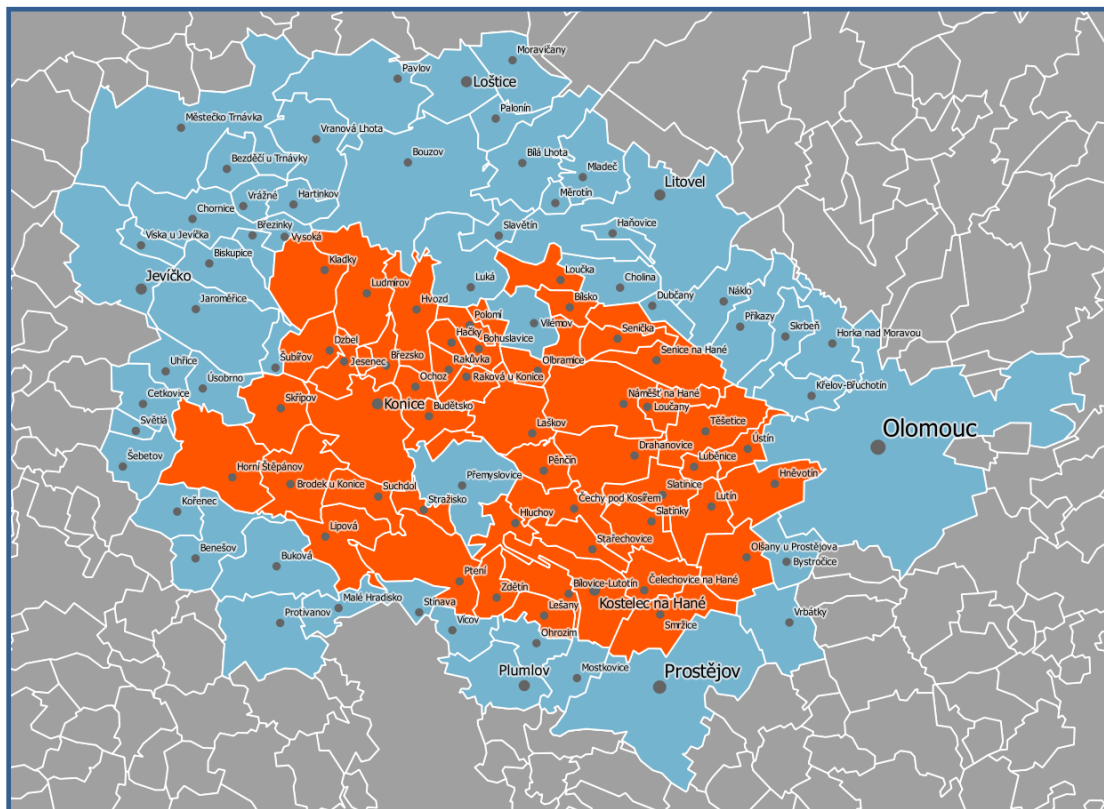 Moravičany
Pavlov
Loštice
Palonín
Městečko Trnávka
Vranová Lhota
Bouzov
Bílá Lhota
Mladeč
Bezděčí u Trnávky
Litovel
Měrotín
Vrážné
Hartinkov
Chornice
Březinky
Vysoká
Slavětín
Haňovice
Víska u Jevíčka
Biskupice
Kladky
Loučka
Jevíčko
Ludmírov
Luká
Cholina
Náklo
Jaroměřice
Hvozd
Bílsko
Dubčany
Polomí
Vilémov
Příkazy
Skrbeň
Horka nad Moravou
Hačky
Bohuslavice
Senička
Dzbel
Šubířov
Jesenec
Březsko
Rakůvka
Olbramice
Senice na Hané
Uhřice
Ochoz
Raková u Konice
Úsobrno
Křelov-Břuchotín
Cetkovice
Skřípov
Konice
Budětsko
Náměšť na Hané
Loučany
Světlá
Laškov
Těšetice
Olomouc
Drahanovice
Ústín
Šebetov
Pěnčín
Luběnice
Horní Štěpánov
Brodek u Konice
Přemyslovice
Hněvotín
Suchdol
Slatinice
Kořenec
Stražisko
Čechy pod Kosířem
Lutín
Hluchov
Slatinky
Lipová
Stařechovice
Benešov
Buková
Olšany u Prostějova
Bystročice
Ptení
Zdětín
Bílovice-Lutotín
Čelechovice na Hané
Malé Hradisko
Stínava
Lešany
Kostelec na Hané
Protivanov
Vícov
Smržice
Vrbátky
Ohrozim
Plumlov
Mostkovice
Prostějov